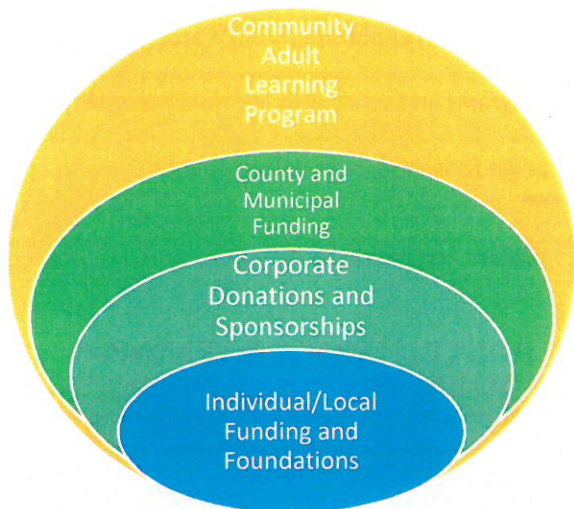 Community
Adult
Learning
Program
County and
Municipal
Funding
Corporate
Donations and
Sponsorships
Individual/Local
Funding and
Foundations